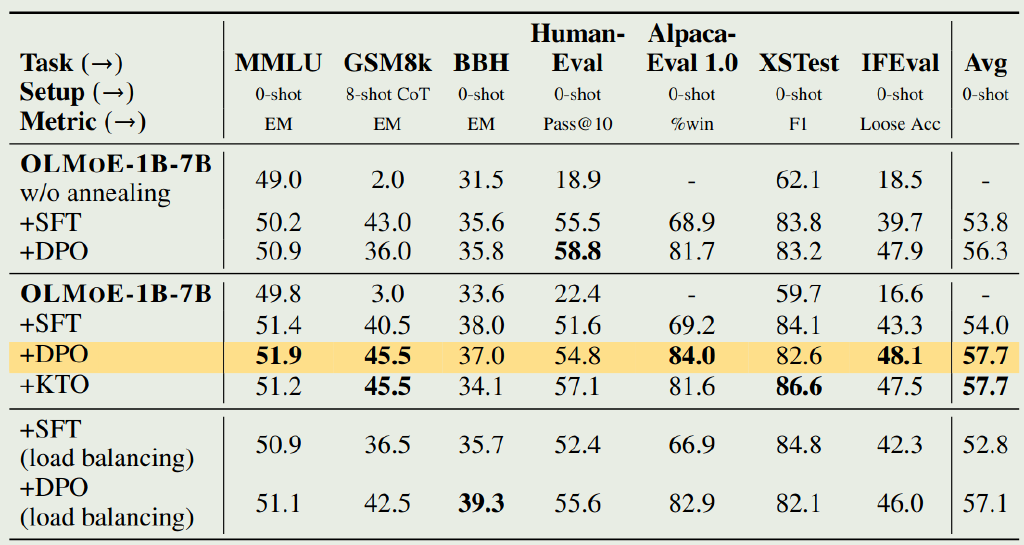 Human- Alpaca-
Task (→) MMLU GSM8k BBH Eval Eval 1.0 XSTest IFEval Avg
Setup (→) 0-shot 8-shot CoT 0-shot 0-shot 0-shot 0-shot 0-shot 0-shot
Metric (→) EM EM EM Pass@10 %win F1 Loose Acc
OLMOE-1B-7B
w/o annealing 49.0 2.0 31.5 18.9 - 62.1 18.5 -
+SFT 50.2 43.0 35.6 55.5 68.9 83.8 39.7 53.8
+DPO 50.9 36.0 35.8 58.8 81.7 83.2 47.9 56.3
OLMOE-1B-7B 49.8 3.0 33.6 22.4 - 59.7 16.6 -
+SFT 51.4 40.5 38.0 51.6 69.2 84.1 43.3 54.0
+DPO 51.9 45.5 37.0 54.8 84.0 82.6 48.1 57.7
+KTO 51.2 45.5 34.1 57.1 81.6 86.6 47.5 57.7
+SFT
(load balancing) 50.9 36.5 35.7 52.4 66.9 84.8 42.3 52.8
+DPO
(load balancing) 51.1 42.5 39.3 55.6 82.9 82.1 46.0 57.1